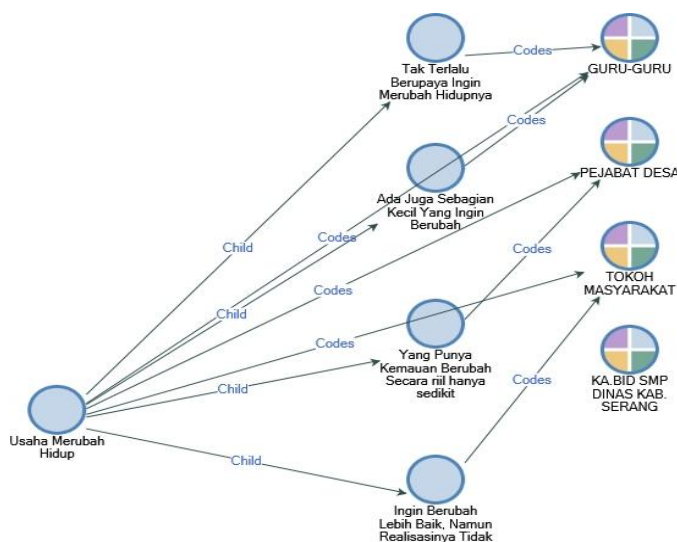 Codes
Tak Terlalu
Berupaya Ingin
Merubah Hidupnya
GURU-GURU
Codes
Ada Juga Sebagian
Kecil Yang Ingin
Berubah
PEJABAT DESA
Child
Codes
Child
Codes
Codes
TOKOH
MASYARAKAT
Codes
Yang Punya
Kemauan Berubah
Secara riil hanya
sedikit
Child
Codes
KA.BID SMP
DINAS KAB.
SERANG
Usaha Merubah
Hidup
Child
Ingin Berubah
Lebih Baik, Namun
Realisasinya Tidak